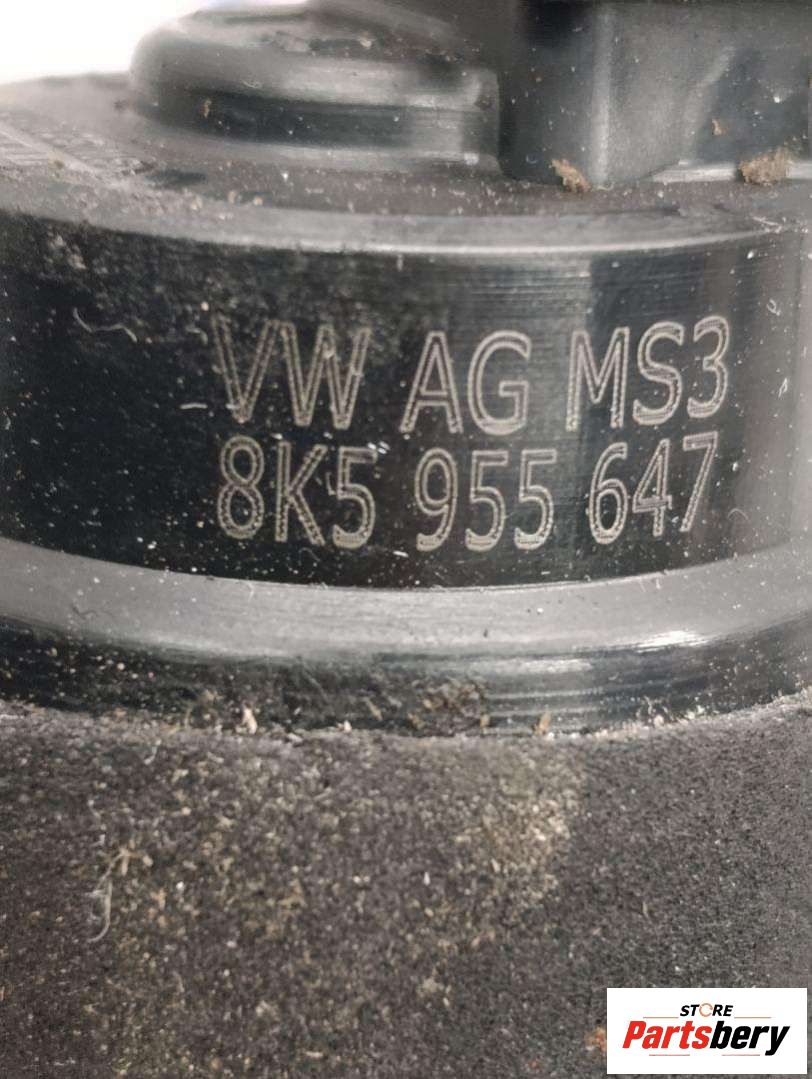 VW AG MS3
8K5 955 647
STORE
Partsbery